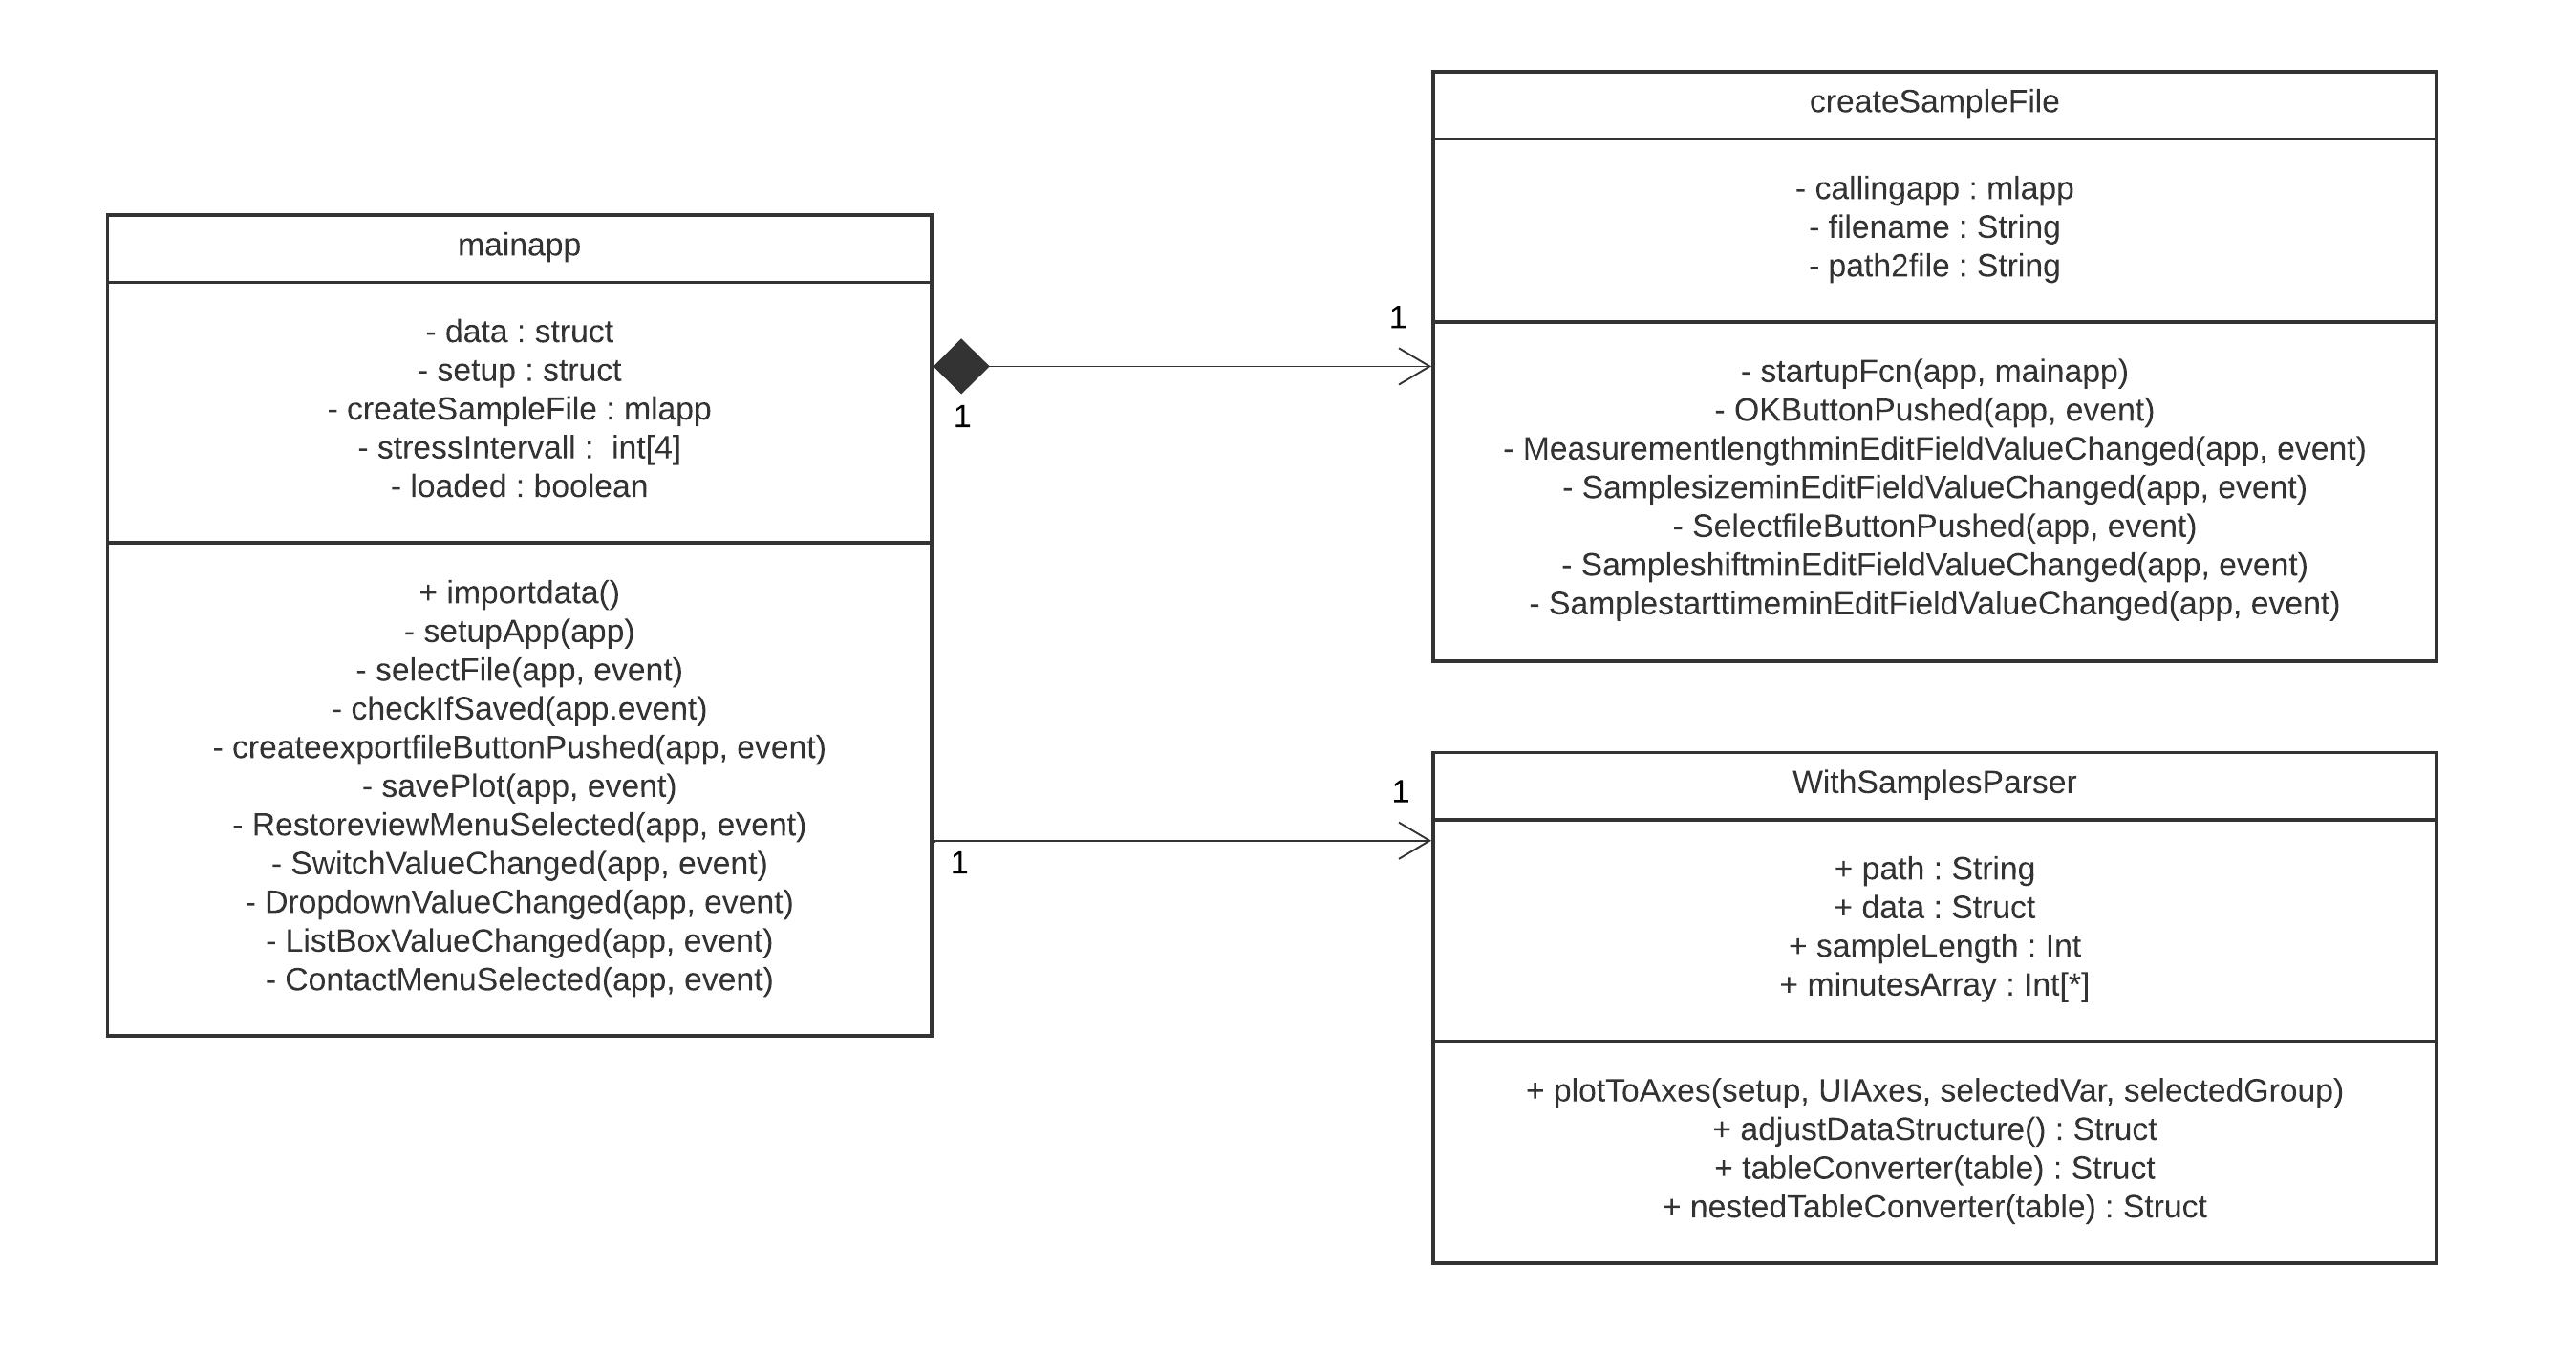 mainapp
- data : struct
- setup : struct
- createSampleFile : mlapp
- stressIntervall :  int[4]
- loaded : boolean
+ importdata()
- setupApp(app)
- selectFile(app, event)
- checkIfSaved(app.event)
- createexportfileButtonPushed(app, event)
- savePlot(app, event)
- RestoreviewMenuSelected(app, event)
- SwitchValueChanged(app, event)
- DropdownValueChanged(app, event)
- ListBoxValueChanged(app, event)
- ContactMenuSelected(app, event)
1
1
1
1
createSampleFile
- callingapp : mlapp
- filename : String
- path2file : String
- startupFcn(app, mainapp)
- OKButtonPushed(app, event)
- MeasurementlengthminEditFieldValueChanged(app, event)
- SamplesizeminEditFieldValueChanged(app, event)
- SelectfileButtonPushed(app, event)
- SampleshiftminEditFieldValueChanged(app, event)
- SamplestarttimeminEditFieldValueChanged(app, event)
WithSamplesParser
+ path : String
+ data : Struct
+ sampleLength : Int
+ minutesArray : Int[*]
+ plotToAxes(setup, UIAxes, selectedVar, selectedGroup)
+ adjustDataStructure() : Struct
+ tableConverter(table) : Struct
+ nestedTableConverter(table) : Struct